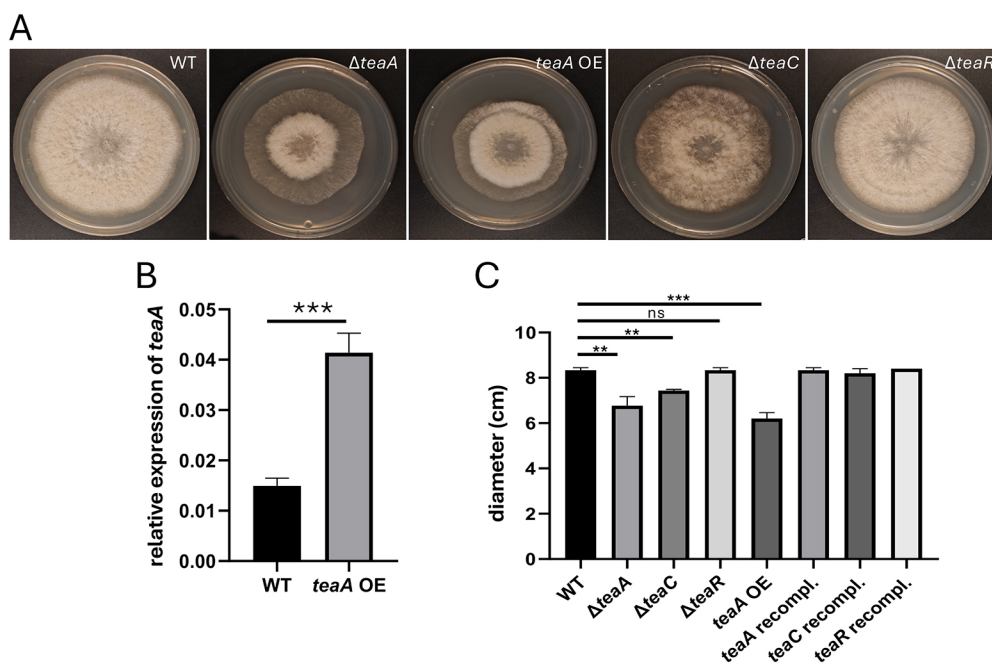 A
WT
ΔteaA
teaA OE
ΔteaC
ΔteaR
B
relative expression of teaA
0.05
0.04
0.03
0.02
0.01
0.00
***
WT
teaA OE
C
diameter (cm)
10
8
6
4
2
0
***
ns
**
**
WT
ΔteaA
ΔteaC
ΔteaR
teaA OE
teaA recompl.
teaC recompl.
teaR recompl.